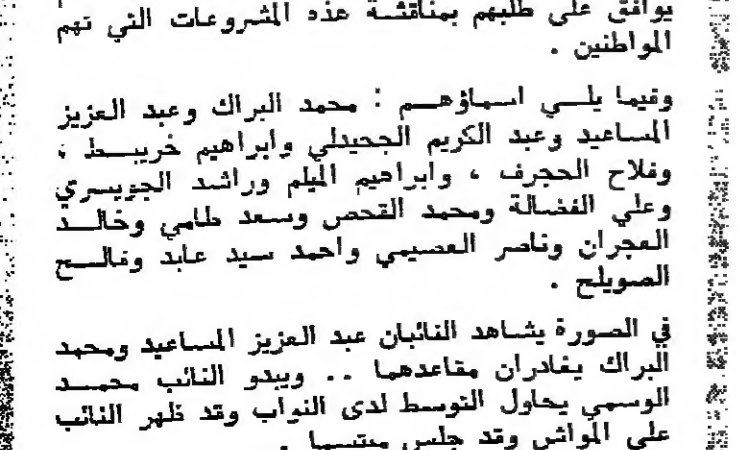 يوافق على طلبهم بمناقشة هذه المشروعات التي تهم
المواطنين .
وفيما يلي اسماؤهم : محمد البراك وعبد العزيز
المساعيد وعبد الكريم الجحيدلي وابراهيم خريبط ،
وفلاح الحجرف ، وابراهيم الميلم وراشد الجويسري
وعلي الفضالة ومحمد القحص وسعد طامي وخالد
العجران وناصر العصيمي واحمد سيد عابد وفالح
الصويلح .
في الصورة يشاهد النائبان عبد العزيز المساعيد ومحمد
البراك يغادران مقاعدهما .. ويبدو النائب محمد
الوسمي يحاول التوسط لدى النواب وقد ظهر النائب
علي المواش وقد جلس مبتسما .